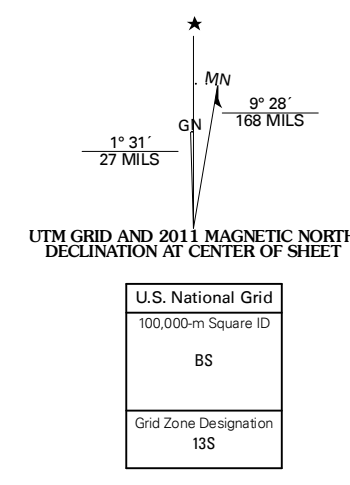 MN
9° 28´
168 MILS
GN
1° 31´
27 MILS
UTM GRID AND 2011 MAGNETIC NORTH
DECLINATION AT CENTER OF SHEET
U.S. National Grid
100,000-m Square ID
BS
Grid Zone Designation
13S